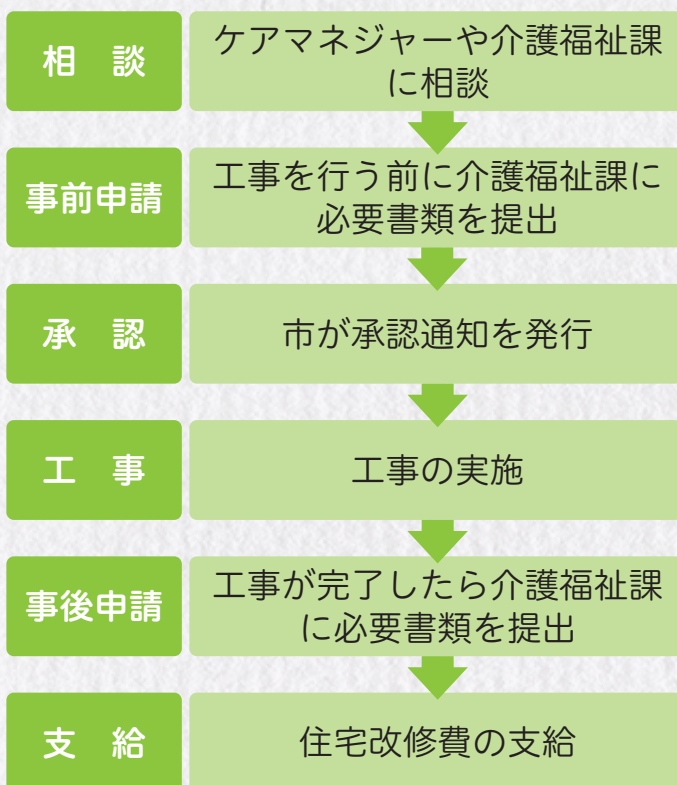 相　談
ケアマネジャーや介護福祉課
に相談
事前申請
工事を行う前に介護福祉課に
必要書類を提出
承　認
市が承認通知を発行
工　事
工事の実施
事後申請
工事が完了したら介護福祉課
に必要書類を提出
支　給
住宅改修費の支給